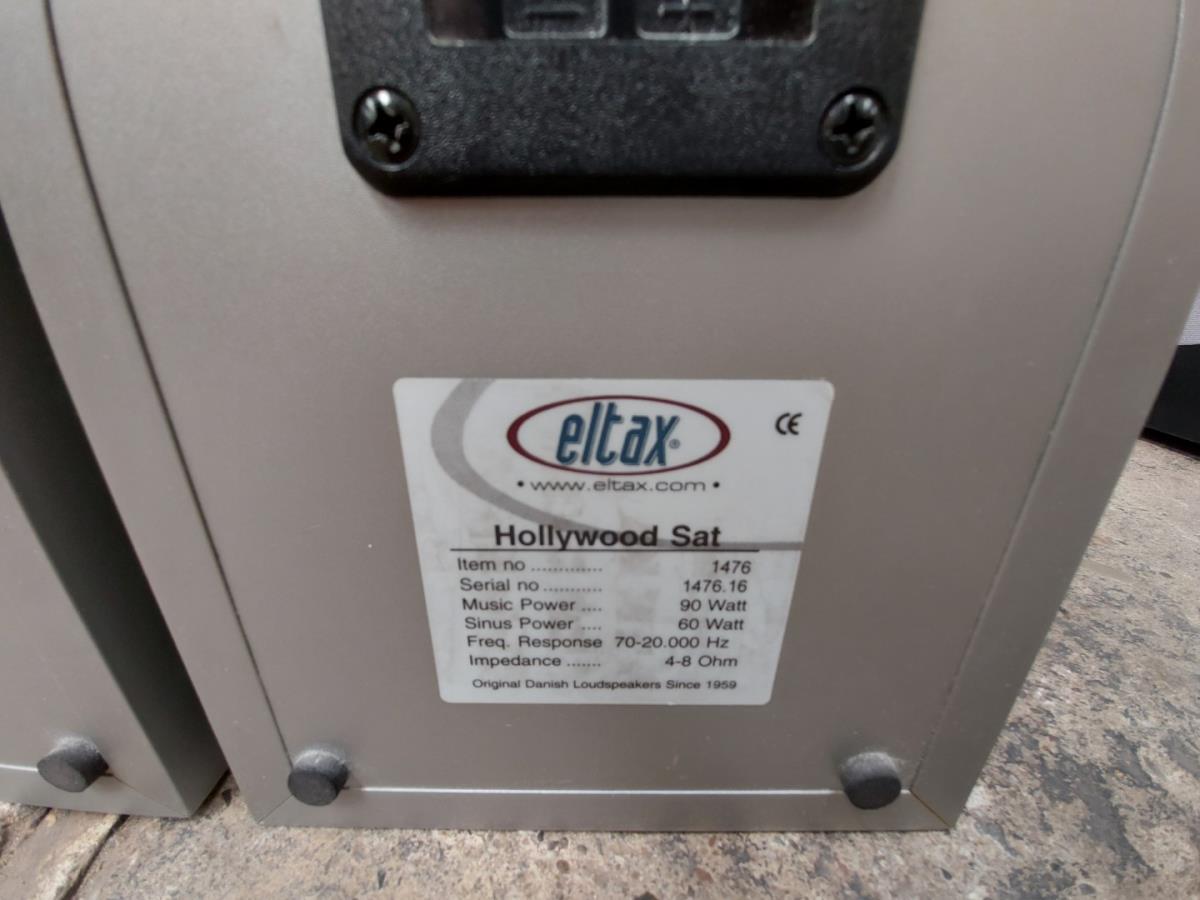 - +
eltax®
• www.eltax.com •
CE
Hollywood Sat
Item no ............. 1476
Serial no ........... 1476.16
Music Power .... 90 Watt
Sinus Power .... 60 Watt
Freq. Response 70-20.000 Hz
Impedance ....... 4-8 Ohm
Original Danish Loudspeakers Since 1959